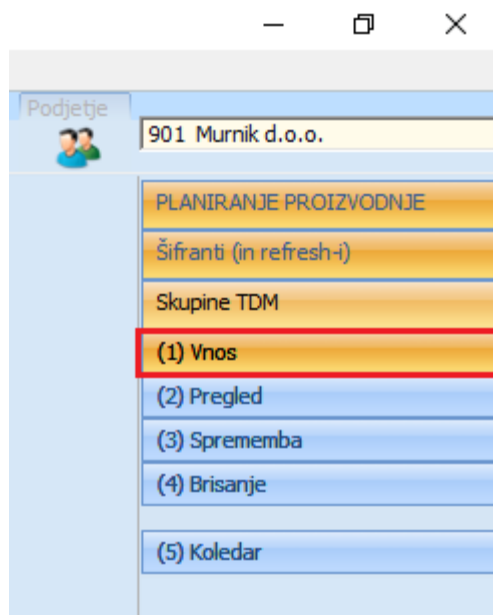 Podjetje
901 Murnik d.o.o.
PLANIRANJE PROIZVODNJE
Šifranti (in refresh-i)
Skupine TDM
(1) Vnos
(2) Pregled
(3) Sprememba
(4) Brisanje
(5) Koledar